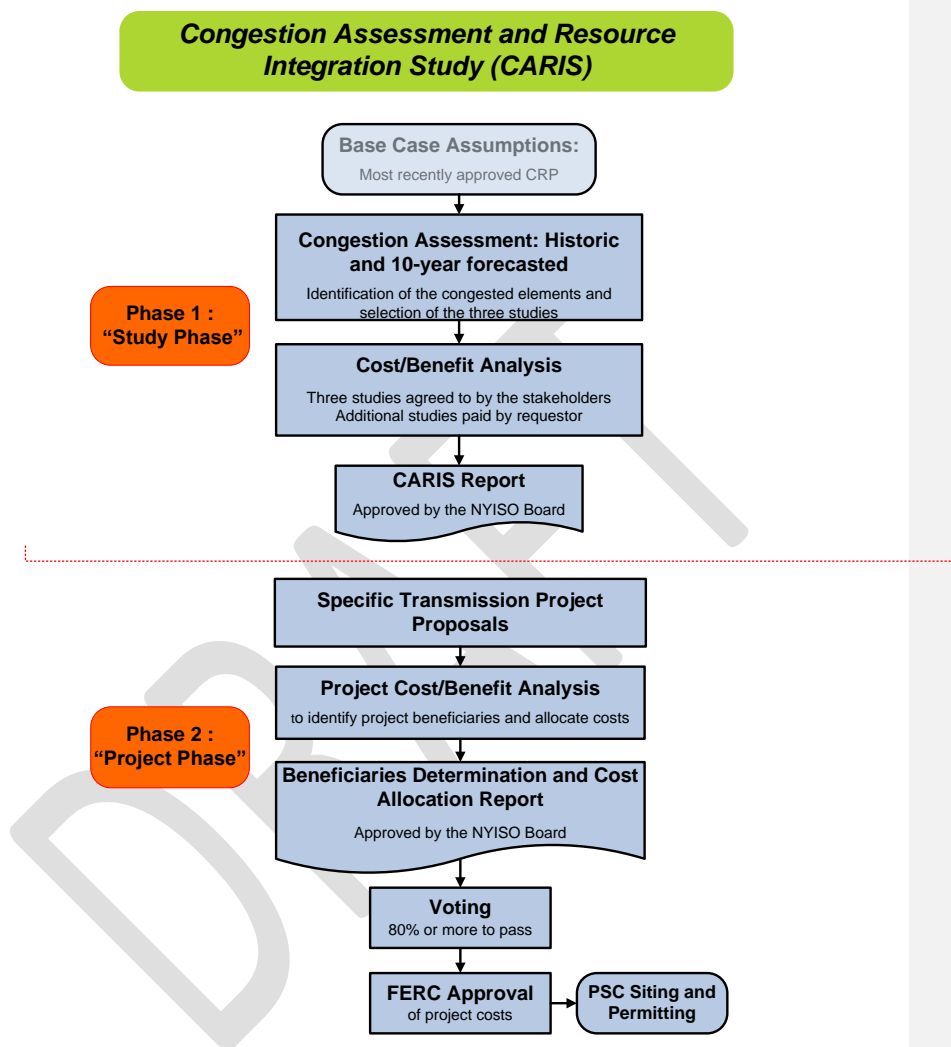 Congestion Assessment and Resource
Integration Study (CARIS)
Base Case Assumptions:
Most recently approved CRP
Congestion Assessment: Historic
and 10-year forecasted
Identification of the congested elements and
selection of the three studies
Phase 1 :
“Study Phase”
Cost/Benefit Analysis
Three studies agreed to by the stakeholders
Additional studies paid by requestor
CARIS Report
Approved by the NYISO Board
Specific Transmission Project
Proposals
Project Cost/Benefit Analysis
to identify project beneficiaries and allocate costs
Phase 2 :
“Project Phase”
Beneficiaries Determination and Cost
Allocation Report
Approved by the NYISO Board
Voting
80% or more to pass
FERC Approval
of project costs
PSC Siting and
Permitting
DRAFT